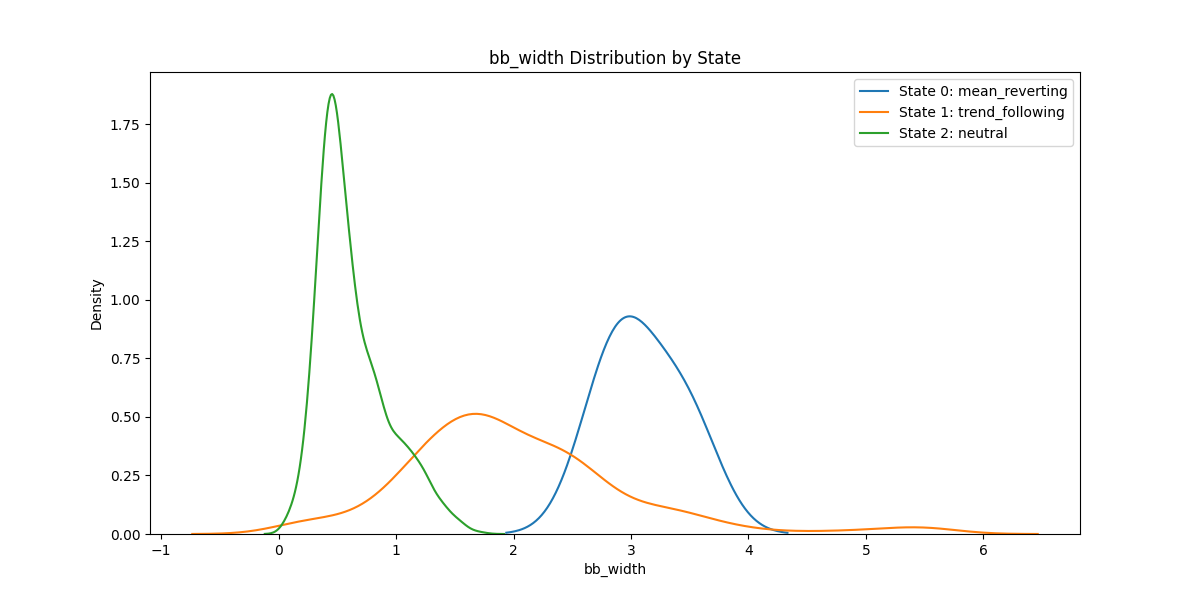 bb_width Distribution by State
State 0: mean_reverting
State 1: trend_following
State 2: neutral
Density
1.75
1.50
1.25
1.00
0.75
0.50
0.25
0.00
−1 0 1 2 3 4 5 6
bb_width